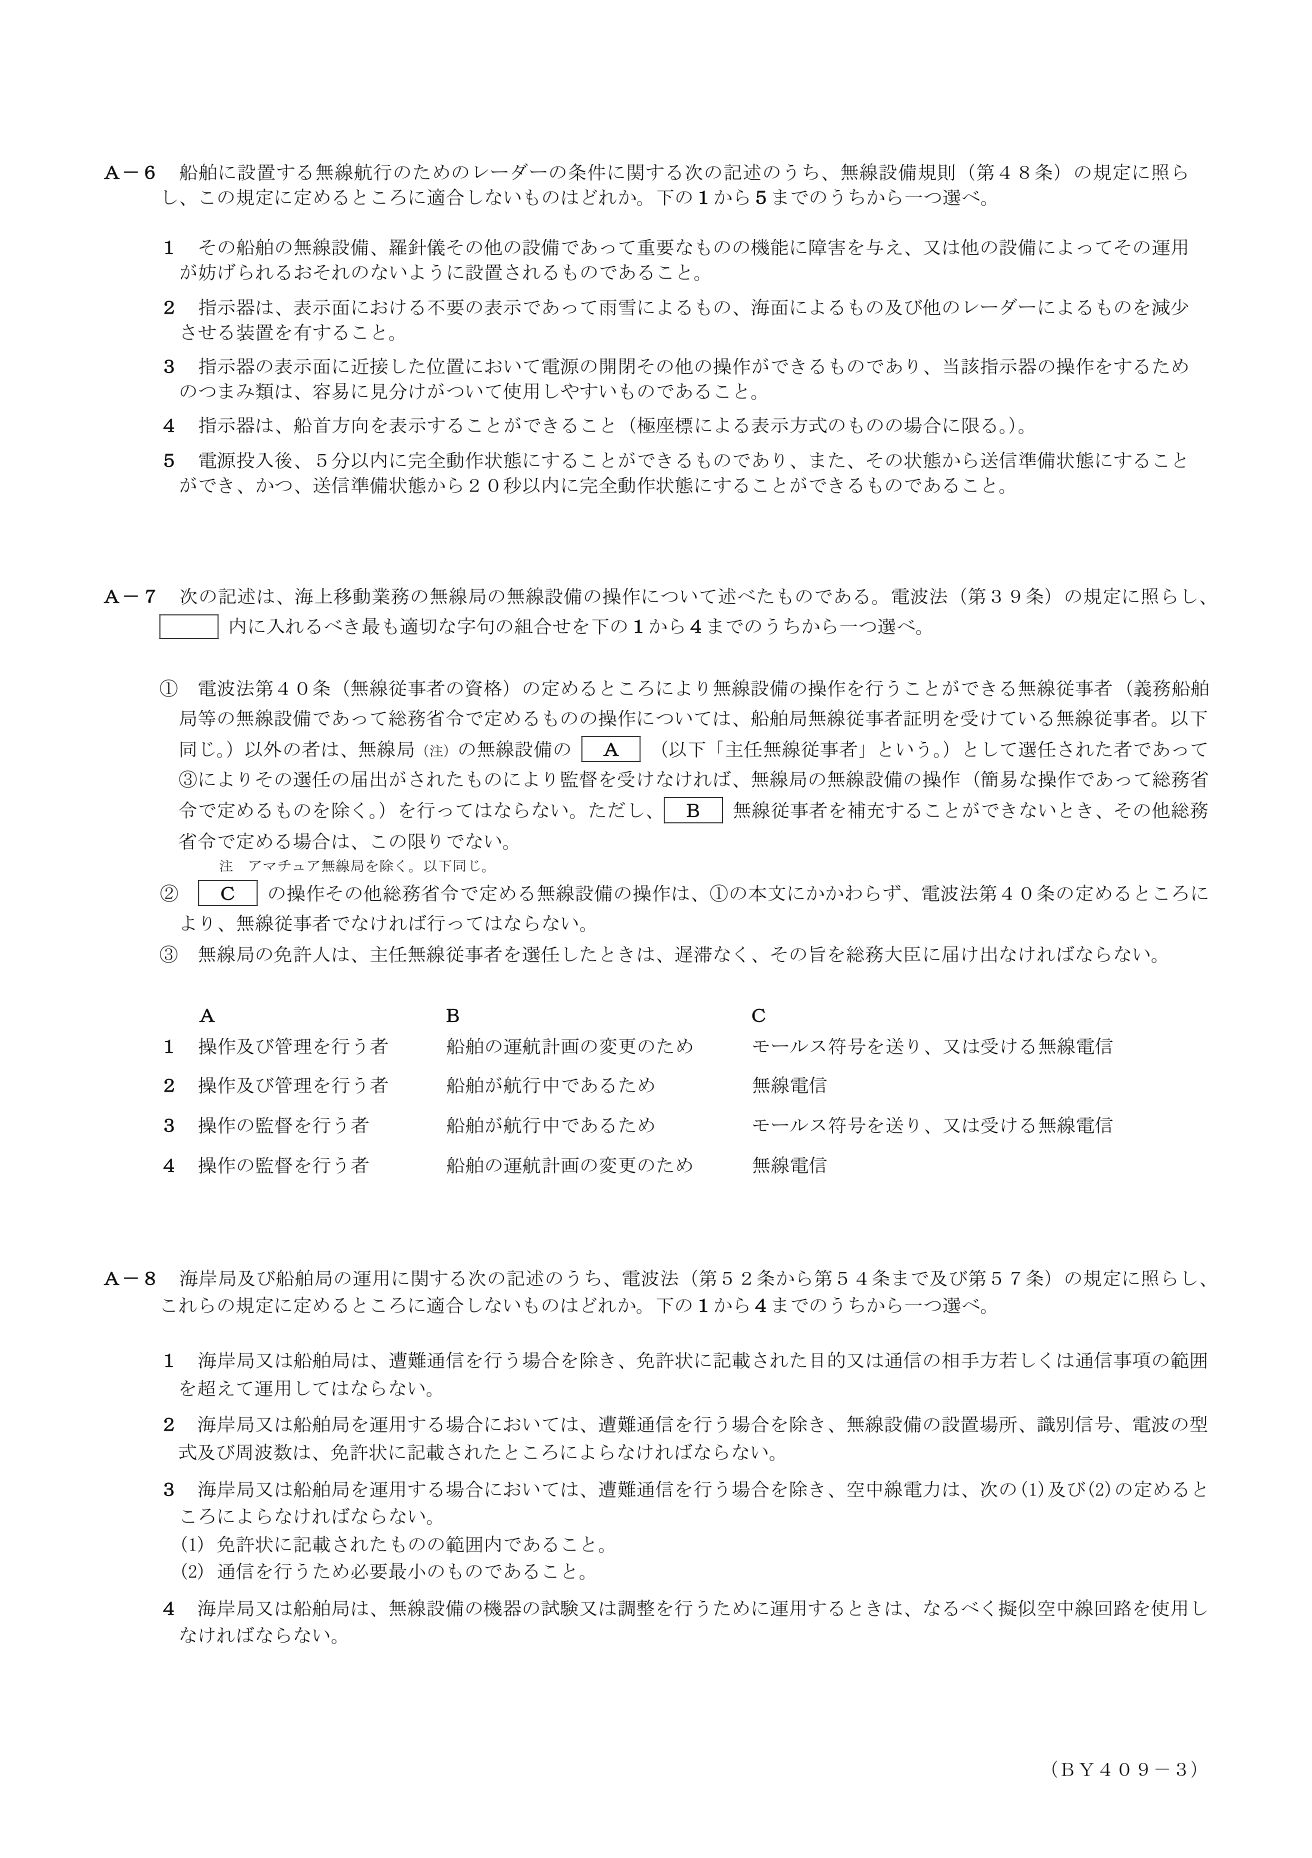 A－6　船舶に設置する無線航行のためのレーダーの条件に関する次の記述のうち、無線設備規則（第４８条）の規定に照ら
し、この規定に定めるところに適合しないものはどれか。下の1から5までのうちから一つ選べ。
1　その船舶の無線設備、羅針儀その他の設備であって重要なものの機能に障害を与え、又は他の設備によってその運用
が妨げられるおそれのないように設置されるものであること。
2　指示器は、表示面における不要の表示であって雨雪によるもの、海面によるもの及び他のレーダーによるものを減少
させる装置を有すること。
3　指示器の表示面に近接した位置において電源の開閉その他の操作ができるものであり、当該指示器の操作をするため
のつまみ類は、容易に見分けがついて使用しやすいものであること。
4　指示器は、船首方向を表示することができること（極座標による表示方式のものの場合に限る。）。
5　電源投入後、５分以内に完全動作状態にすることができるものであり、また、その状態から送信準備状態にすること
ができ、かつ、送信準備状態から２０秒以内に完全動作状態にすることができるものであること。
A－7　次の記述は、海上移動業務の無線局の無線設備の操作について述べたものである。電波法（第３９条）の規定に照らし、
内に入れるべき最も適切な字句の組合せを下の1から4までのうちから一つ選べ。
①　電波法第４０条（無線従事者の資格）の定めるところにより無線設備の操作を行うことができる無線従事者（義務船舶
局等の無線設備であって総務省令で定めるものの操作については、船舶局無線従事者証明を受けている無線従事者。以下
同じ。）以外の者は、無線局（注）の無線設備の A （以下「主任無線従事者」という。）として選任された者であって
③によりその選任の届出がされたものにより監督を受けなければ、無線局の無線設備の操作（簡易な操作であって総務省
令で定めるものを除く。）を行ってはならない。ただし、 B 無線従事者を補充することができないとき、その他総務
省令で定める場合は、この限りでない。
注　アマチュア無線局を除く。以下同じ。
②　C の操作その他総務省令で定める無線設備の操作は、①の本文にかかわらず、電波法第４０条の定めるところに
より、無線従事者でなければ行ってはならない。
③　無線局の免許人は、主任無線従事者を選任したときは、遅滞なく、その旨を総務大臣に届け出なければならない。
A　B　C
1　操作及び管理を行う者　船舶の運航計画の変更のため　モールス符号を送り、又は受ける無線電信
2　操作及び管理を行う者　船舶が航行中であるため　無線電信
3　操作の監督を行う者　船舶が航行中であるため　モールス符号を送り、又は受ける無線電信
4　操作の監督を行う者　船舶の運航計画の変更のため　無線電信
A－8　海岸局及び船舶局の運用に関する次の記述のうち、電波法（第５２条から第５４条まで及び第５７条）の規定に照らし、
これらの規定に定めるところに適合しないものはどれか。下の1から4までのうちから一つ選べ。
1　海岸局又は船舶局は、遭難通信を行う場合を除き、免許状に記載された目的又は通信の相手方若しくは通信事項の範囲
を超えて運用してはならない。
2　海岸局又は船舶局を運用する場合においては、遭難通信を行う場合を除き、無線設備の設置場所、識別信号、電波の型
式及び周波数は、免許状に記載されたところによらなければならない。
3　海岸局又は船舶局を運用する場合においては、遭難通信を行う場合を除き、空中線電力は、次の(1)及び(2)の定めると
ころによらなければならない。
(1) 免許状に記載されたものの範囲内であること。
(2) 通信を行うため必要最小のものであること。
4　海岸局又は船舶局は、無線設備の機器の試験又は調整を行うために運用するときは、なるべく擬似空中線回路を使用し
なければならない。
（ＢＹ４０９－３）